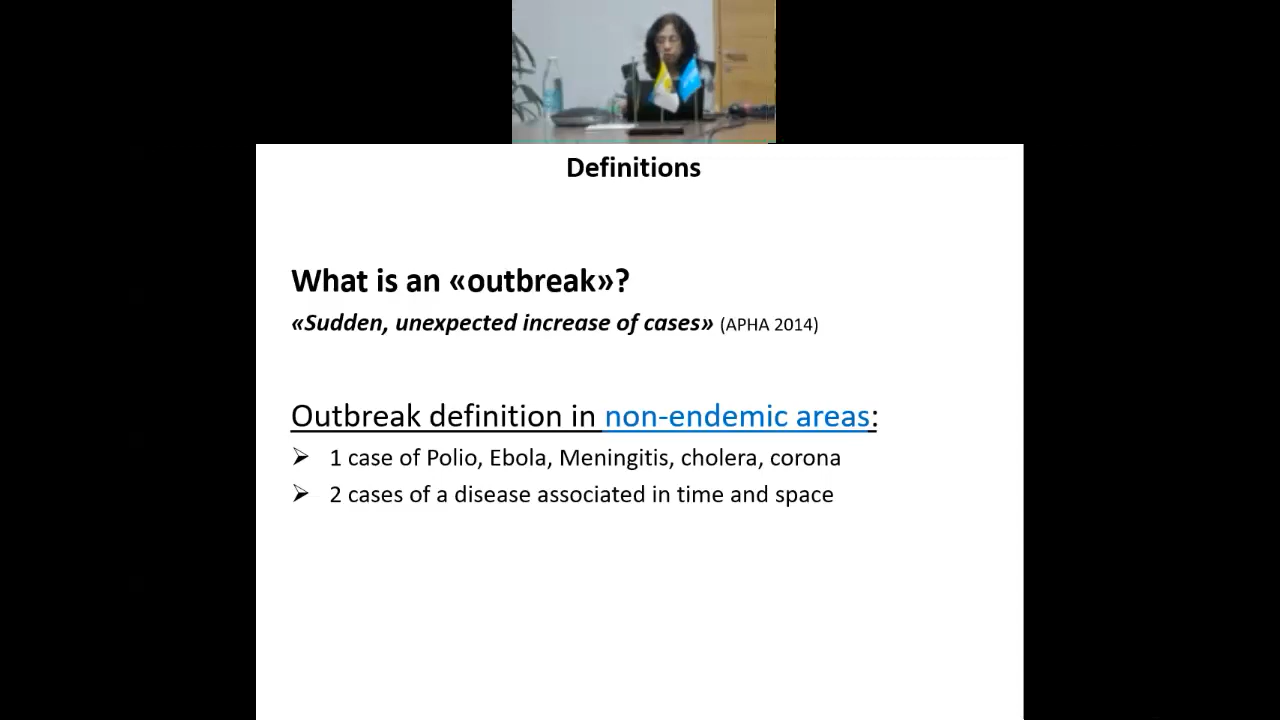 Definitions
What is an «outbreak»?
«Sudden, unexpected increase of cases» (APHA 2014)
Outbreak definition in non-endemic areas:
➢ 1 case of Polio, Ebola, Meningitis, cholera, corona
➢ 2 cases of a disease associated in time and space